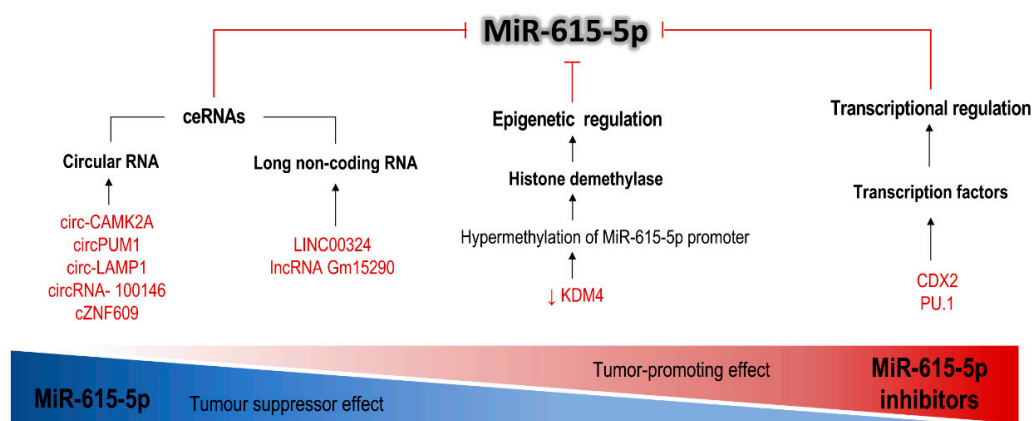 MiR-615-5p
ceRNAs
Circular RNA
circ-CAMK2A
circPUM1
circ-LAMP1
circRNA- 100146
cZNF609
Long non-coding RNA
LINC00324
lncRNA Gm15290
Epigenetic regulation
Histone demethylase
Hypermethylation of MiR-615-5p promoter
↓ KDM4
Transcriptional regulation
Transcription factors
CDX2
PU.1
MiR-615-5p
Tumour suppressor effect
Tumor-promoting effect
MiR-615-5p
inhibitors